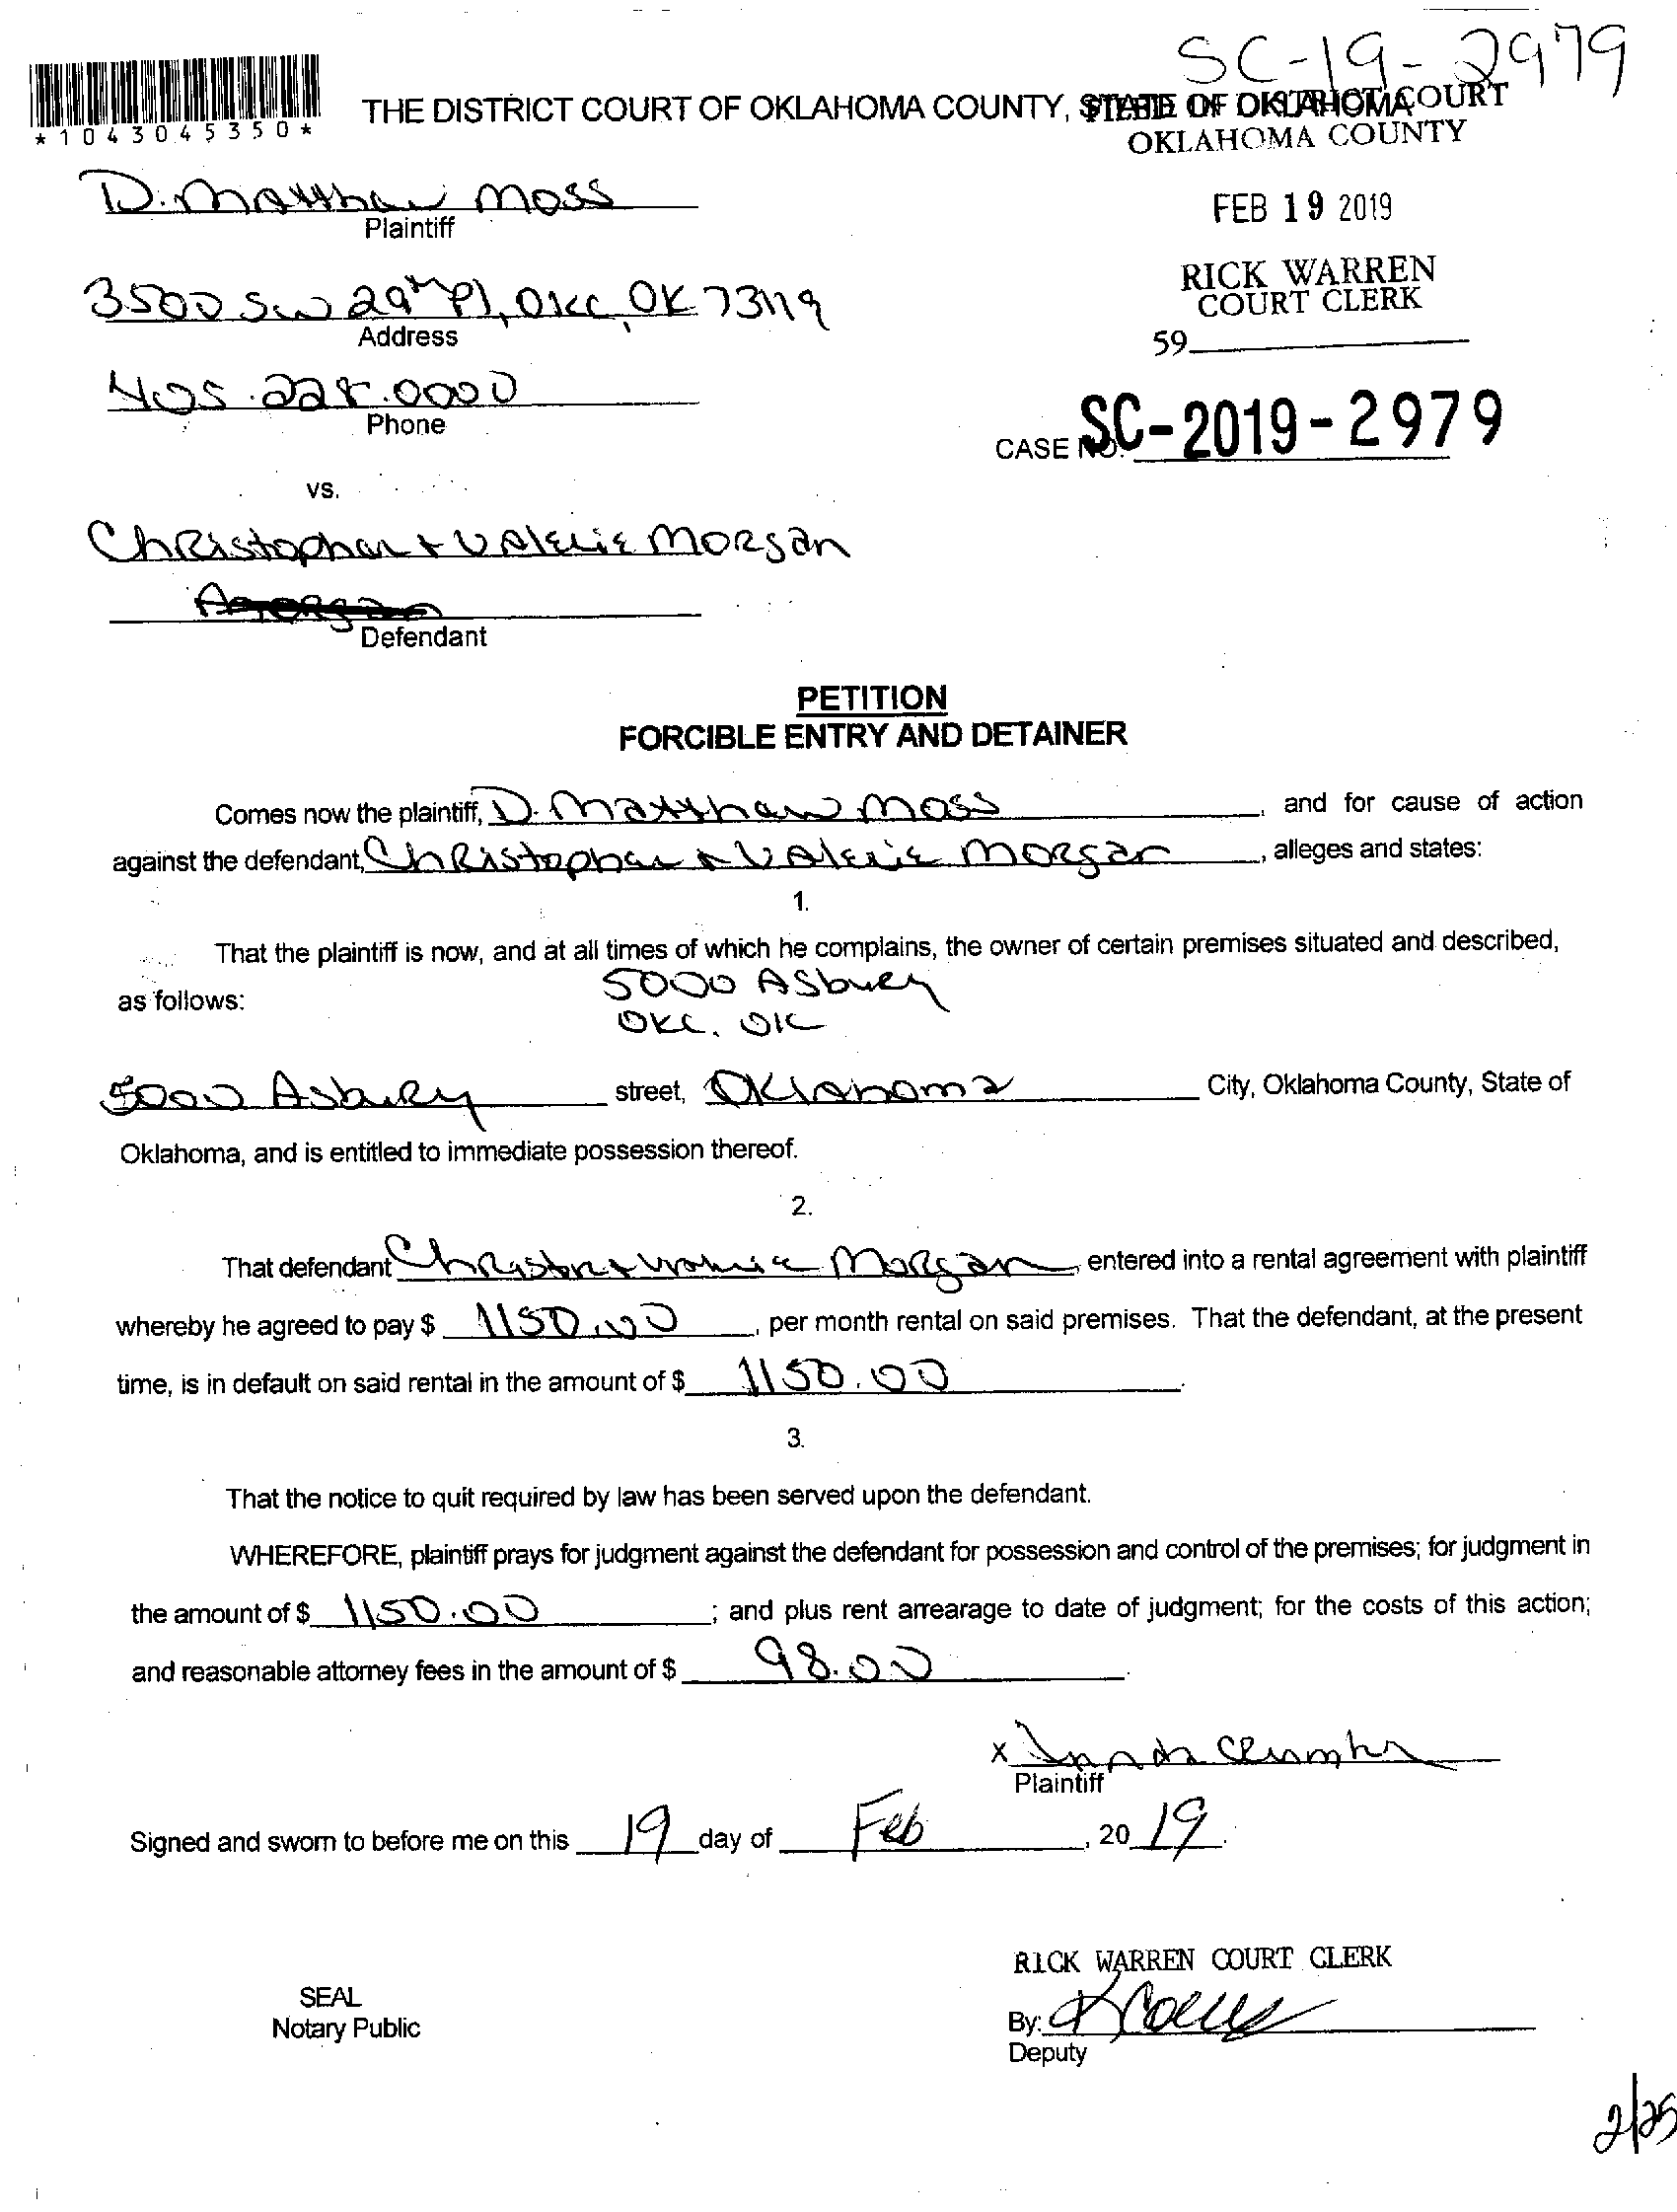 SC-19-2979
*1043045350*
THE DISTRICT COURT OF OKLAHOMA COUNTY, STATE OF OKLAHOMA
FILED IN DISTRICT COURT
OKLAHOMA COUNTY
D. Matthew Moss
Plaintiff
FEB 19 2019
RICK WARREN
COURT CLERK
59
3500 SW 29th Pl, OKC, OK 73119
Address
405.228.0000
Phone
CASE NO. SC-2019-2979
vs.
Christopher + Valerie Morgan
Defendant
PETITION
FORCIBLE ENTRY AND DETAINER
Comes now the plaintiff, D. Matthew Moss, and for cause of action
against the defendant, Christopher & Valerie Morgan, alleges and states:
1.
That the plaintiff is now, and at all times of which he complains, the owner of certain premises situated and described,
as follows: 5000 Asbury
OKC. OK
5000 Asbury street, Oklahoma City, Oklahoma County, State of
Oklahoma, and is entitled to immediate possession thereof.
2.
That defendant Morgan, entered into a rental agreement with plaintiff
whereby he agreed to pay $ 1150.00, per month rental on said premises. That the defendant, at the present
time, is in default on said rental in the amount of $ 1150.00.
3.
That the notice to quit required by law has been served upon the defendant.
WHEREFORE, plaintiff prays for judgment against the defendant for possession and control of the premises; for judgment in
the amount of $ 1150.00; and plus rent arrearage to date of judgment; for the costs of this action;
and reasonable attorney fees in the amount of $ 98.00.
x
Plaintiff
Signed and sworn to before me on this 19 day of Feb, 20 19.
RICK WARREN COURT CLERK
SEAL
Notary Public
By:
Deputy
2/25